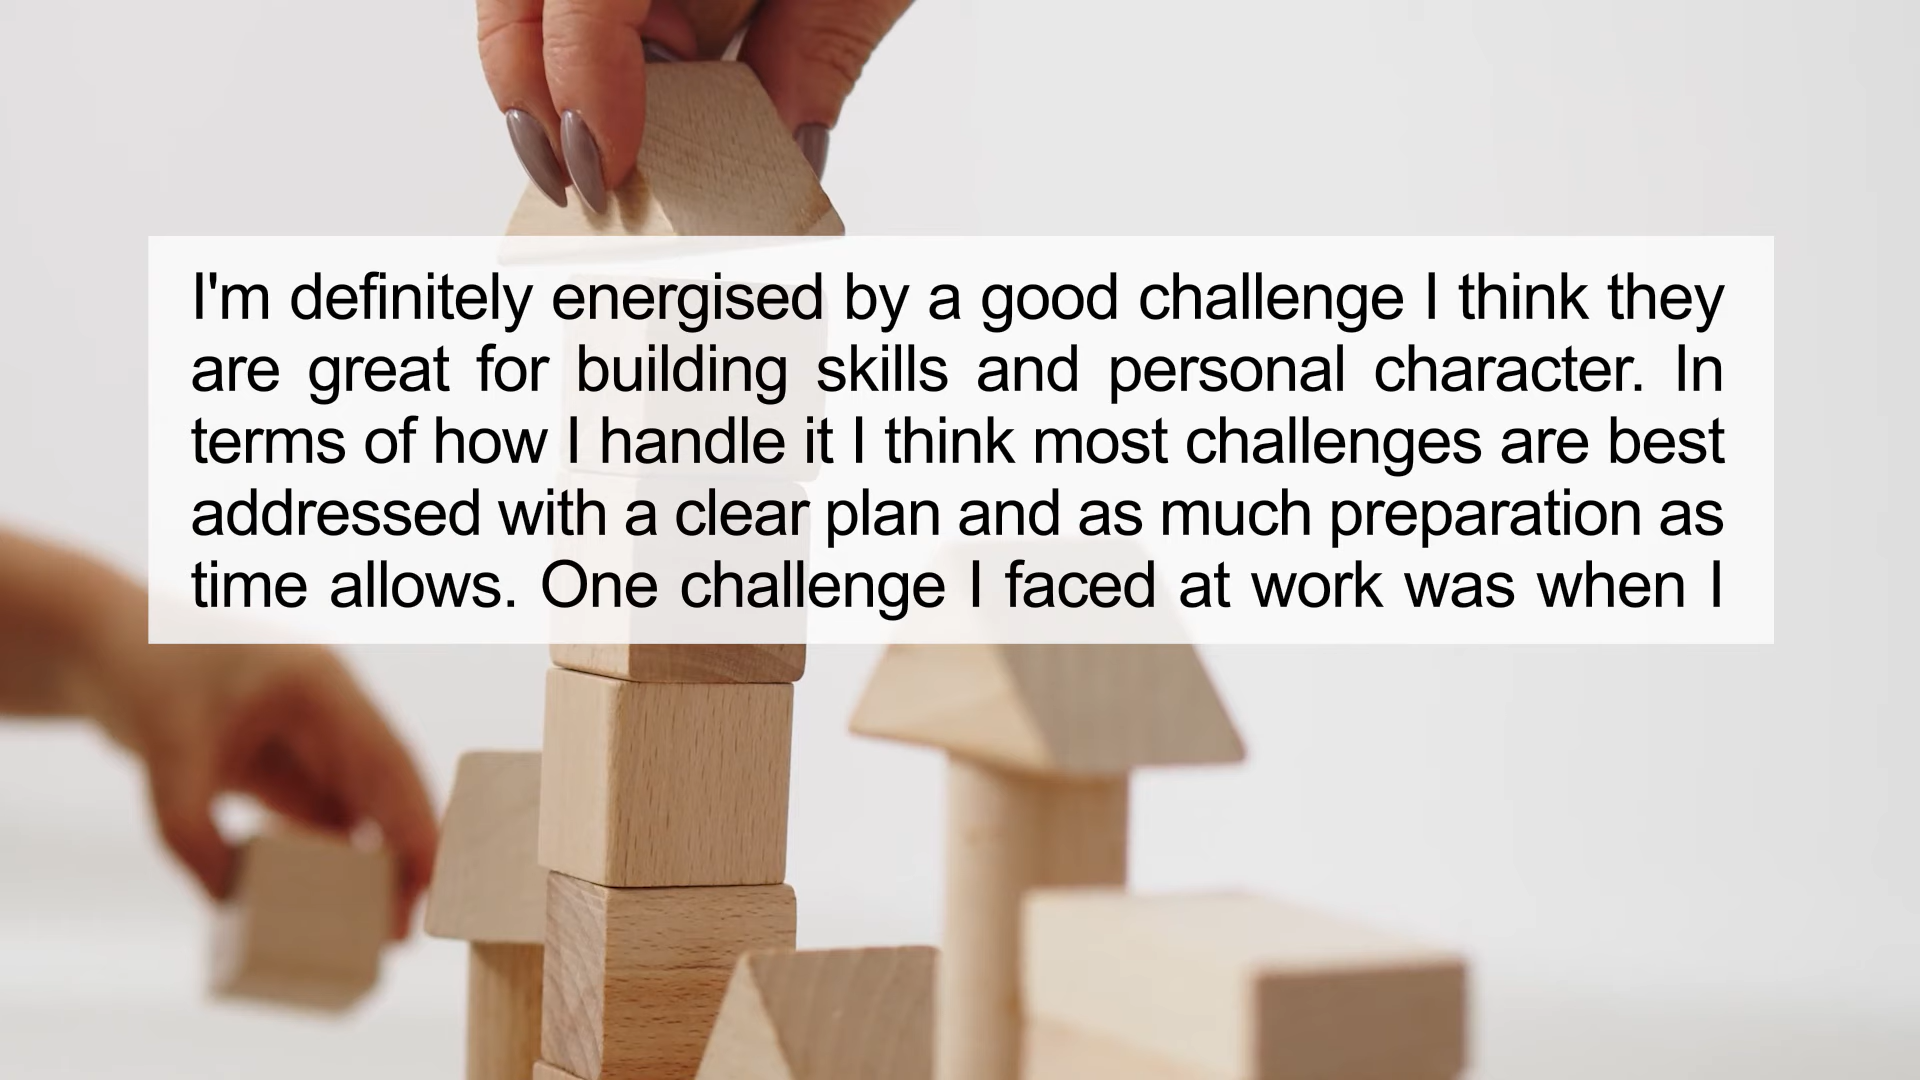 I'm definitely energised by a good challenge I think they
are great for building skills and personal character. In
terms of how I handle it I think most challenges are best
addressed with a clear plan and as much preparation as
time allows. One challenge I faced at work was when I